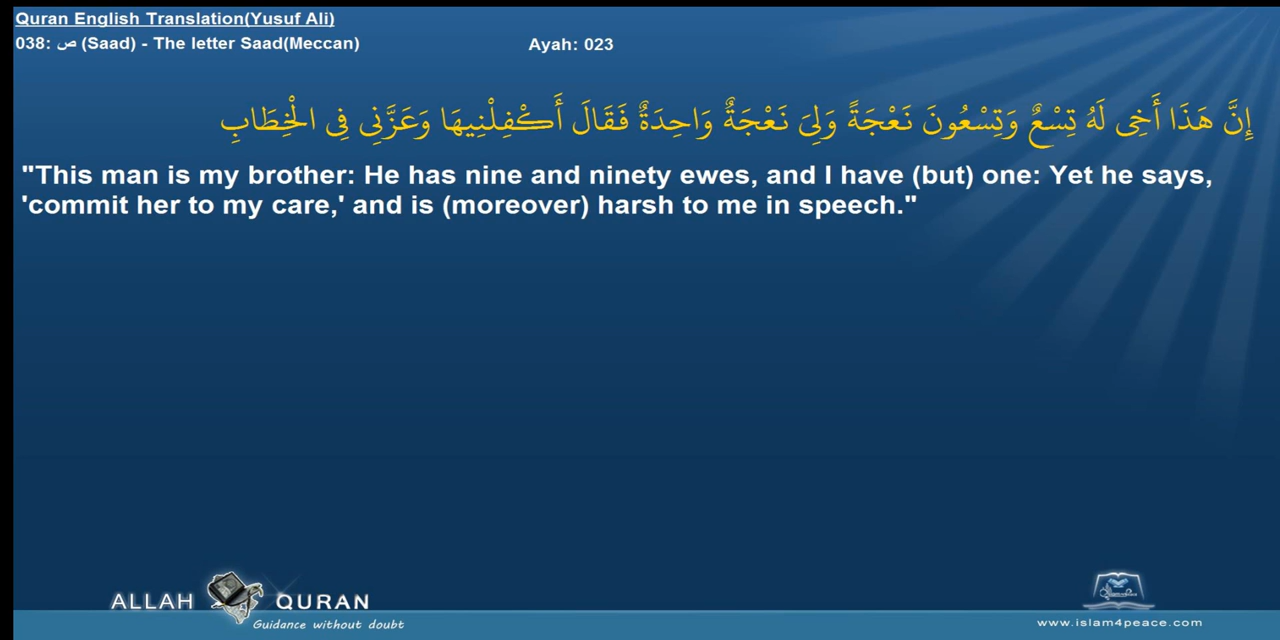 Quran English Translation(Yusuf Ali)
038: ص (Saad) - The letter Saad(Meccan)
Ayah: 023
إِنَّ هَذَا أَخِي لَهُ تِسْعٌ وَتِسْعُونَ نَعْجَةً وَلِيَ نَعْجَةٌ وَاحِدَةٌ فَقَالَ أَكْفِلْنِيهَا وَعَزَّنِي فِي الْخِطَابِ
"This man is my brother: He has nine and ninety ewes, and I have (but) one: Yet he says,
'commit her to my care,' and is (moreover) harsh to me in speech."
ALLAH QURAN
Guidance without doubt
www.islam4peace.com